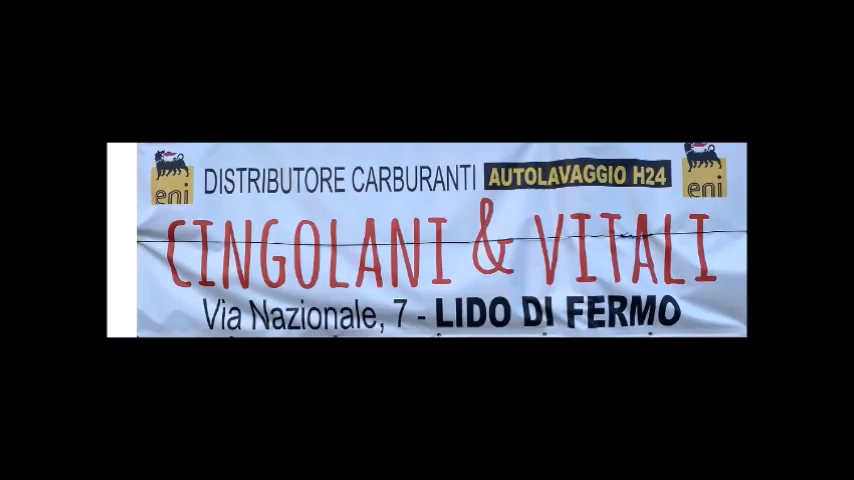 eni DISTRIBUTORE CARBURANTI AUTOLAVAGGIO H24 eni
CINGOLANI & VITALI
Via Nazionale, 7 - LIDO DI FERMO